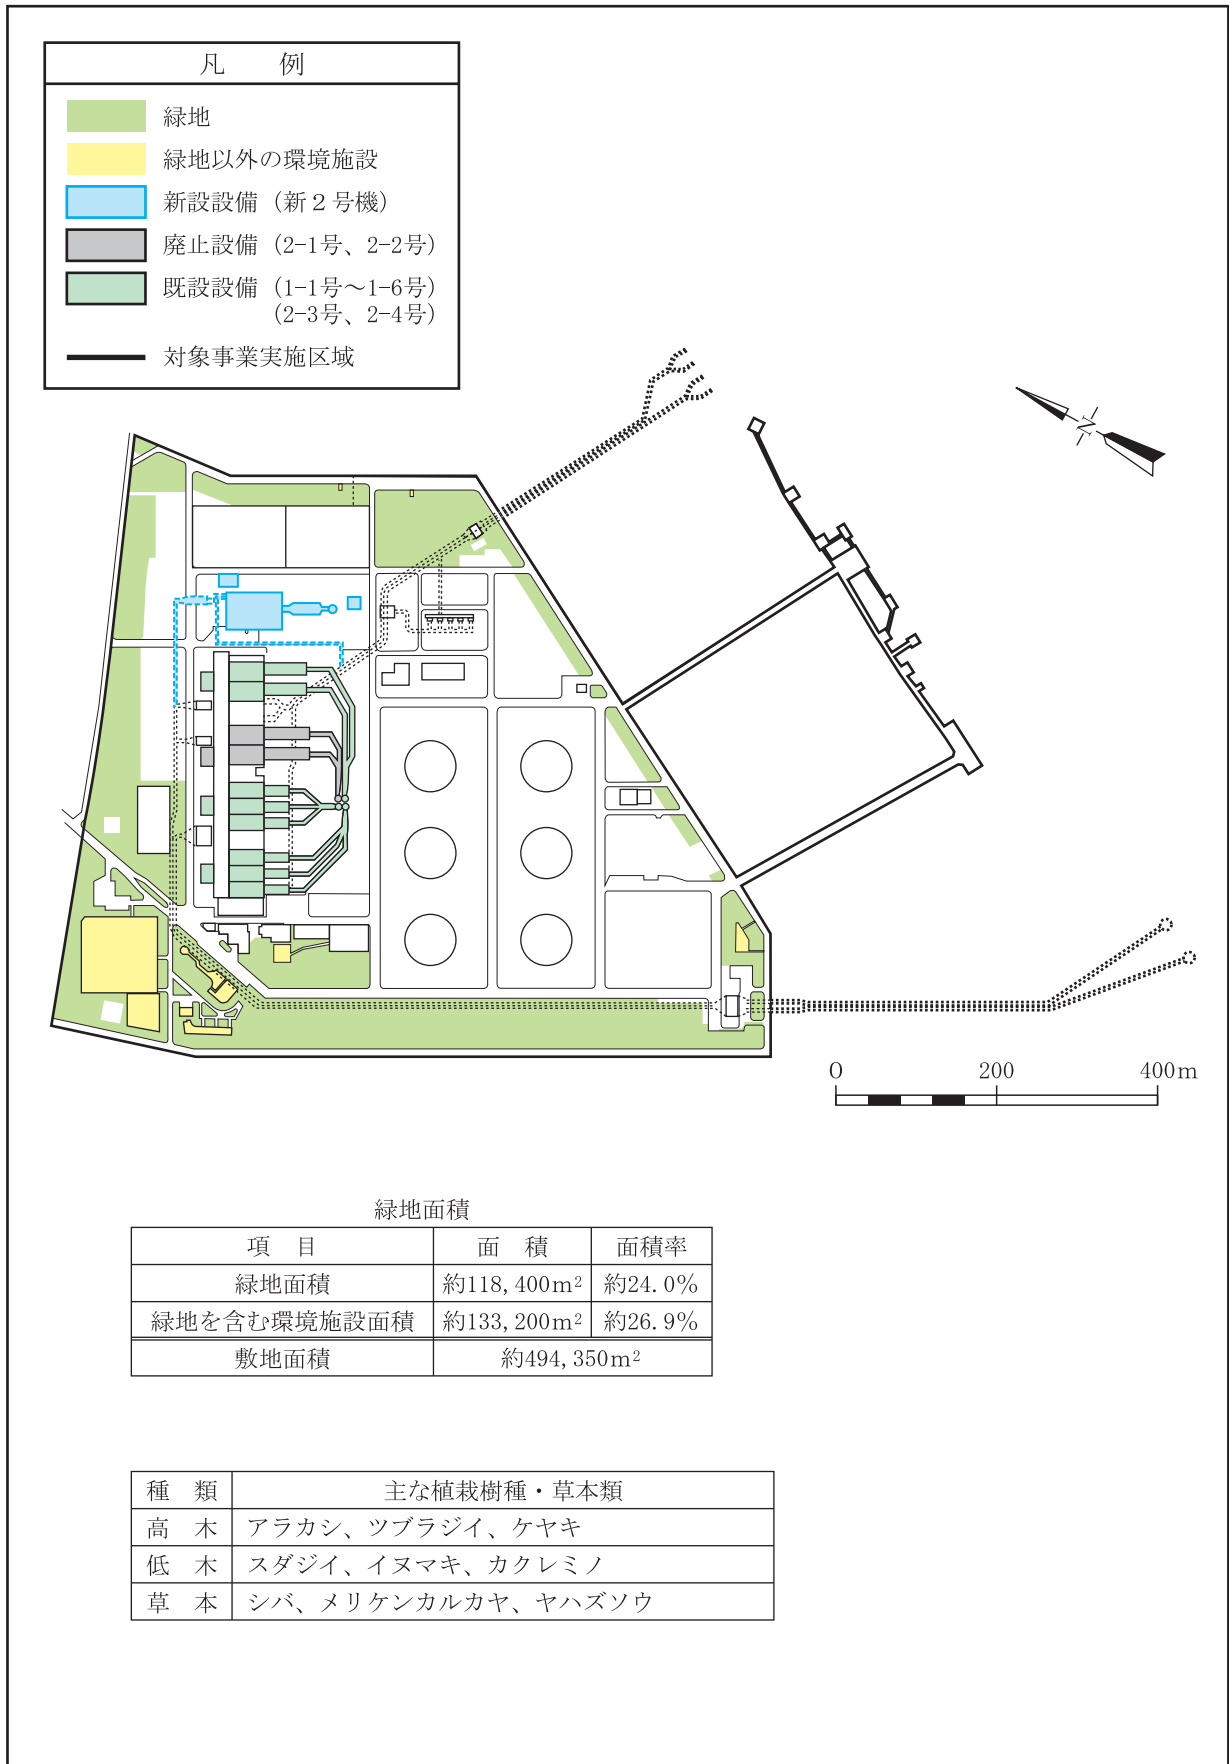 凡　例
緑地
緑地以外の環境施設
新設設備（新２号機）
廃止設備（2-1号、2-2号）
既設設備（1-1号～1-6号）
（2-3号、2-4号）
対象事業実施区域
N
0　200　400m
緑地面積
項　目　面　積　面積率
緑地面積　約118,400m²　約24.0％
緑地を含む環境施設面積　約133,200m²　約26.9％
敷地面積　約494,350m²
種　類　主な植栽樹種・草本類
高　木　アラカシ、ツブラジイ、ケヤキ
低　木　スダジイ、イヌマキ、カクレミノ
草　本　シバ、メリケンカルカヤ、ヤハズソウ